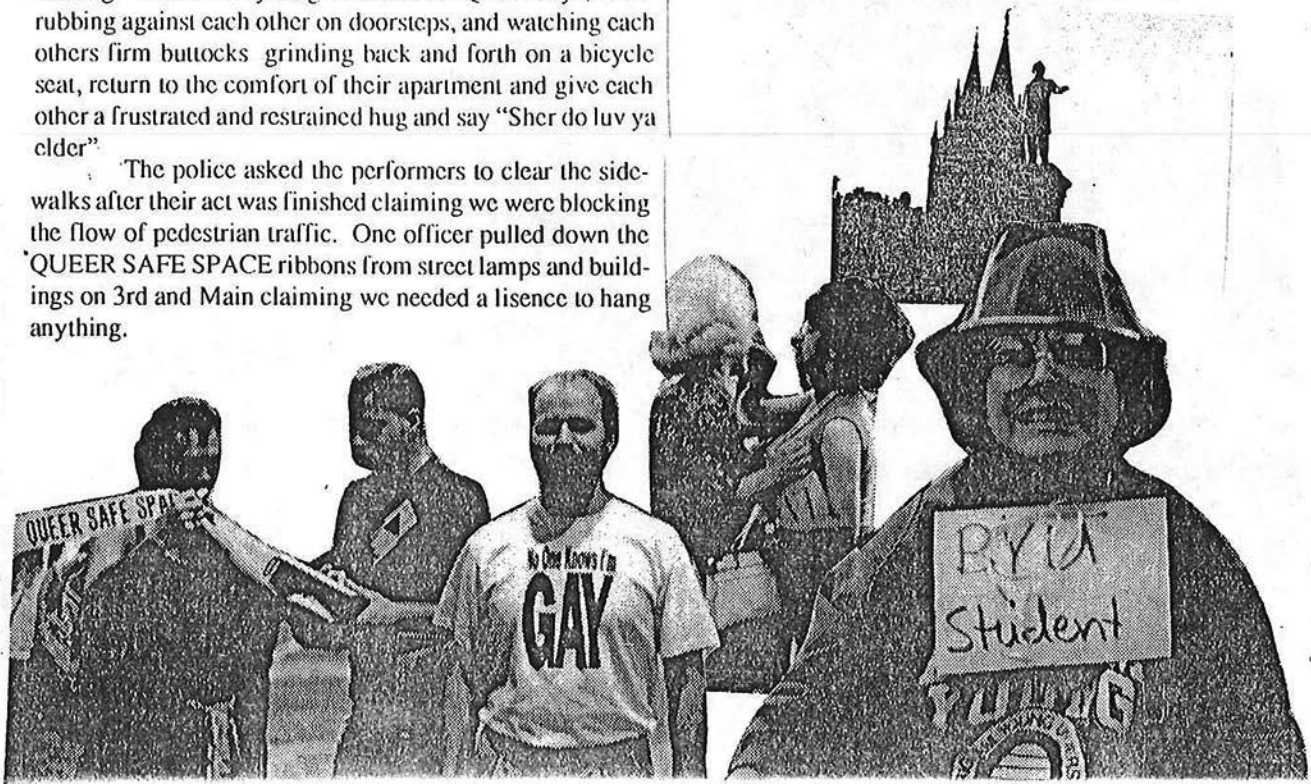 rubbing against each other on doorsteps, and watching each
others firm buttocks grinding back and forth on a bicycle
seat, return to the comfort of their apartment and give each
other a frustrated and restrained hug and say “Sher do luv ya
elder”
The police asked the performers to clear the side-
walks after their act was finished claiming we were blocking
the flow of pedestrian traffic. One officer pulled down the
QUEER SAFE SPACE ribbons from street lamps and build-
ings on 3rd and Main claiming we needed a lisence to hang
anything.
QUEER SAFE SPA
No One Knows I'm
GAY
Student
YOUNG